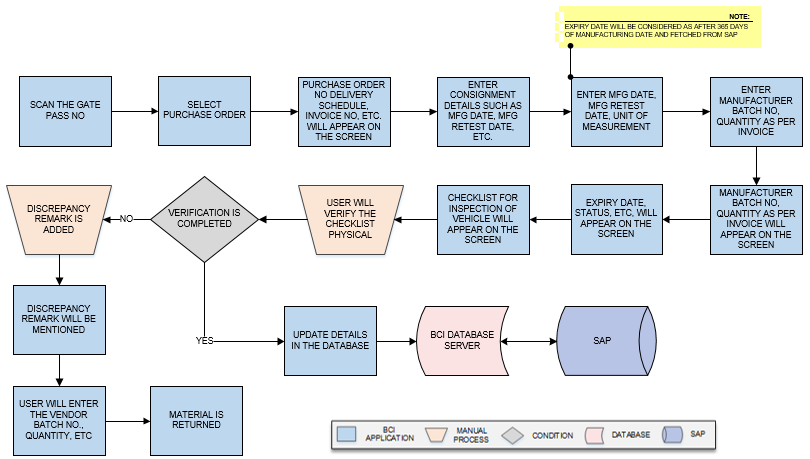 NOTE:
EXPIRY DATE WILL BE CONSIDERED AS AFTER 365 DAYS
OF MANUFACTURING DATE AND FETCHED FROM SAP
SCAN THE GATE
PASS NO
SELECT
PURCHASE ORDER
PURCHASE ORDER
NO DELIVERY
SCHEDULE,
INVOICE NO, ETC.
WILL APPEAR ON
THE SCREEN
ENTER
CONSIGNMENT
DETAILS SUCH AS
MFG DATE, MFG
RETEST DATE,
ETC.
ENTER MFG DATE,
MFG RETEST
DATE, UNIT OF
MEASUREMENT
ENTER
MANUFACTURER
BATCH NO,
QUANTITY AS PER
INVOICE
MANUFACTURER
BATCH NO,
QUANTITY AS PER
INVOICE WILL
APPEAR ON THE
SCREEN
EXPIRY DATE,
STATUS, ETC, WILL
APPEAR ON THE
SCREEN
CHECKLIST FOR
INSPECTION OF
VEHICLE WILL
APPEAR ON THE
SCREEN
USER WILL
VERIFY THE
CHECKLIST
PHYSICAL
VERIFICATION IS
COMPLETED
NO
DISCREPANCY
REMARK IS
ADDED
DISCREPANCY
REMARK WILL BE
MENTIONED
USER WILL ENTER
THE VENDOR
BATCH NO.,
QUANTITY, ETC
MATERIAL IS
RETURNED
YES
UPDATE DETAILS
IN THE DATABASE
BCI DATABASE
SERVER
SAP
BCI
APPLICATION
MANUAL
PROCESS
CONDITION
DATABASE
SAP